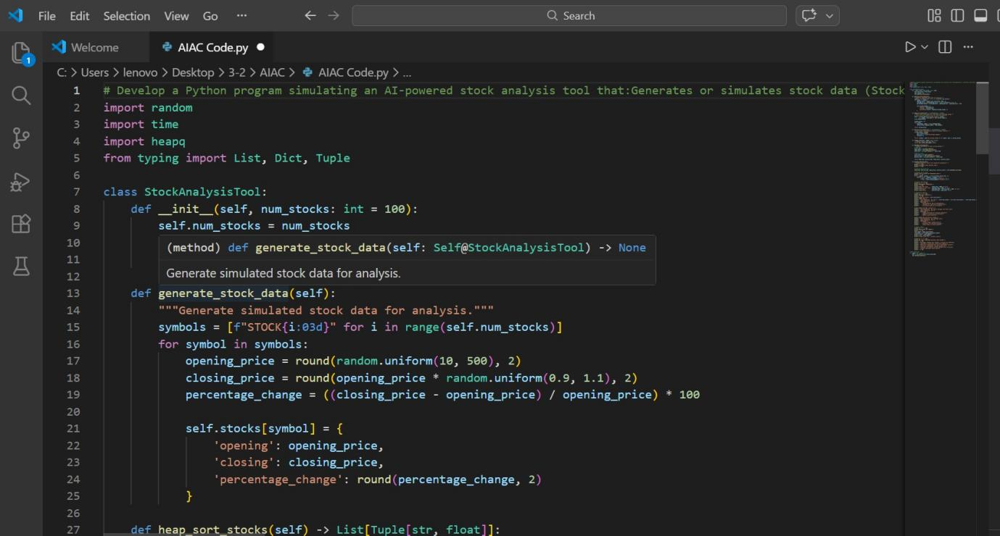 File Edit Selection View Go ··· Search
1
Welcome AIAC Code.py
C: > Users > lenovo > Desktop > 3-2 > AIAC > AIAC Code.py > ...
1 # Develop a Python program simulating an AI-powered stock analysis tool that:Generates or simulates stock data (Stock
2 import random
3 import time
4 import heapq
5 from typing import List, Dict, Tuple
6
7 class StockAnalysisTool:
8 def __init__(self, num_stocks: int = 100):
9 self.num_stocks = num_stocks
10 (method) def generate_stock_data(self: Self@StockAnalysisTool) -> None
11
12 Generate simulated stock data for analysis.
13 def generate_stock_data(self):
14 """Generate simulated stock data for analysis."""
15 symbols = [f"STOCK{i:03d}" for i in range(self.num_stocks)]
16 for symbol in symbols:
17 opening_price = round(random.uniform(10, 500), 2)
18 closing_price = round(opening_price * random.uniform(0.9, 1.1), 2)
19 percentage_change = ((closing_price - opening_price) / opening_price) * 100
20
21 self.stocks[symbol] = {
22 'opening': opening_price,
23 'closing': closing_price,
24 'percentage_change': round(percentage_change, 2)
25 }
26
27 def heap_sort_stocks(self) -> List[Tuple[str, float]]: